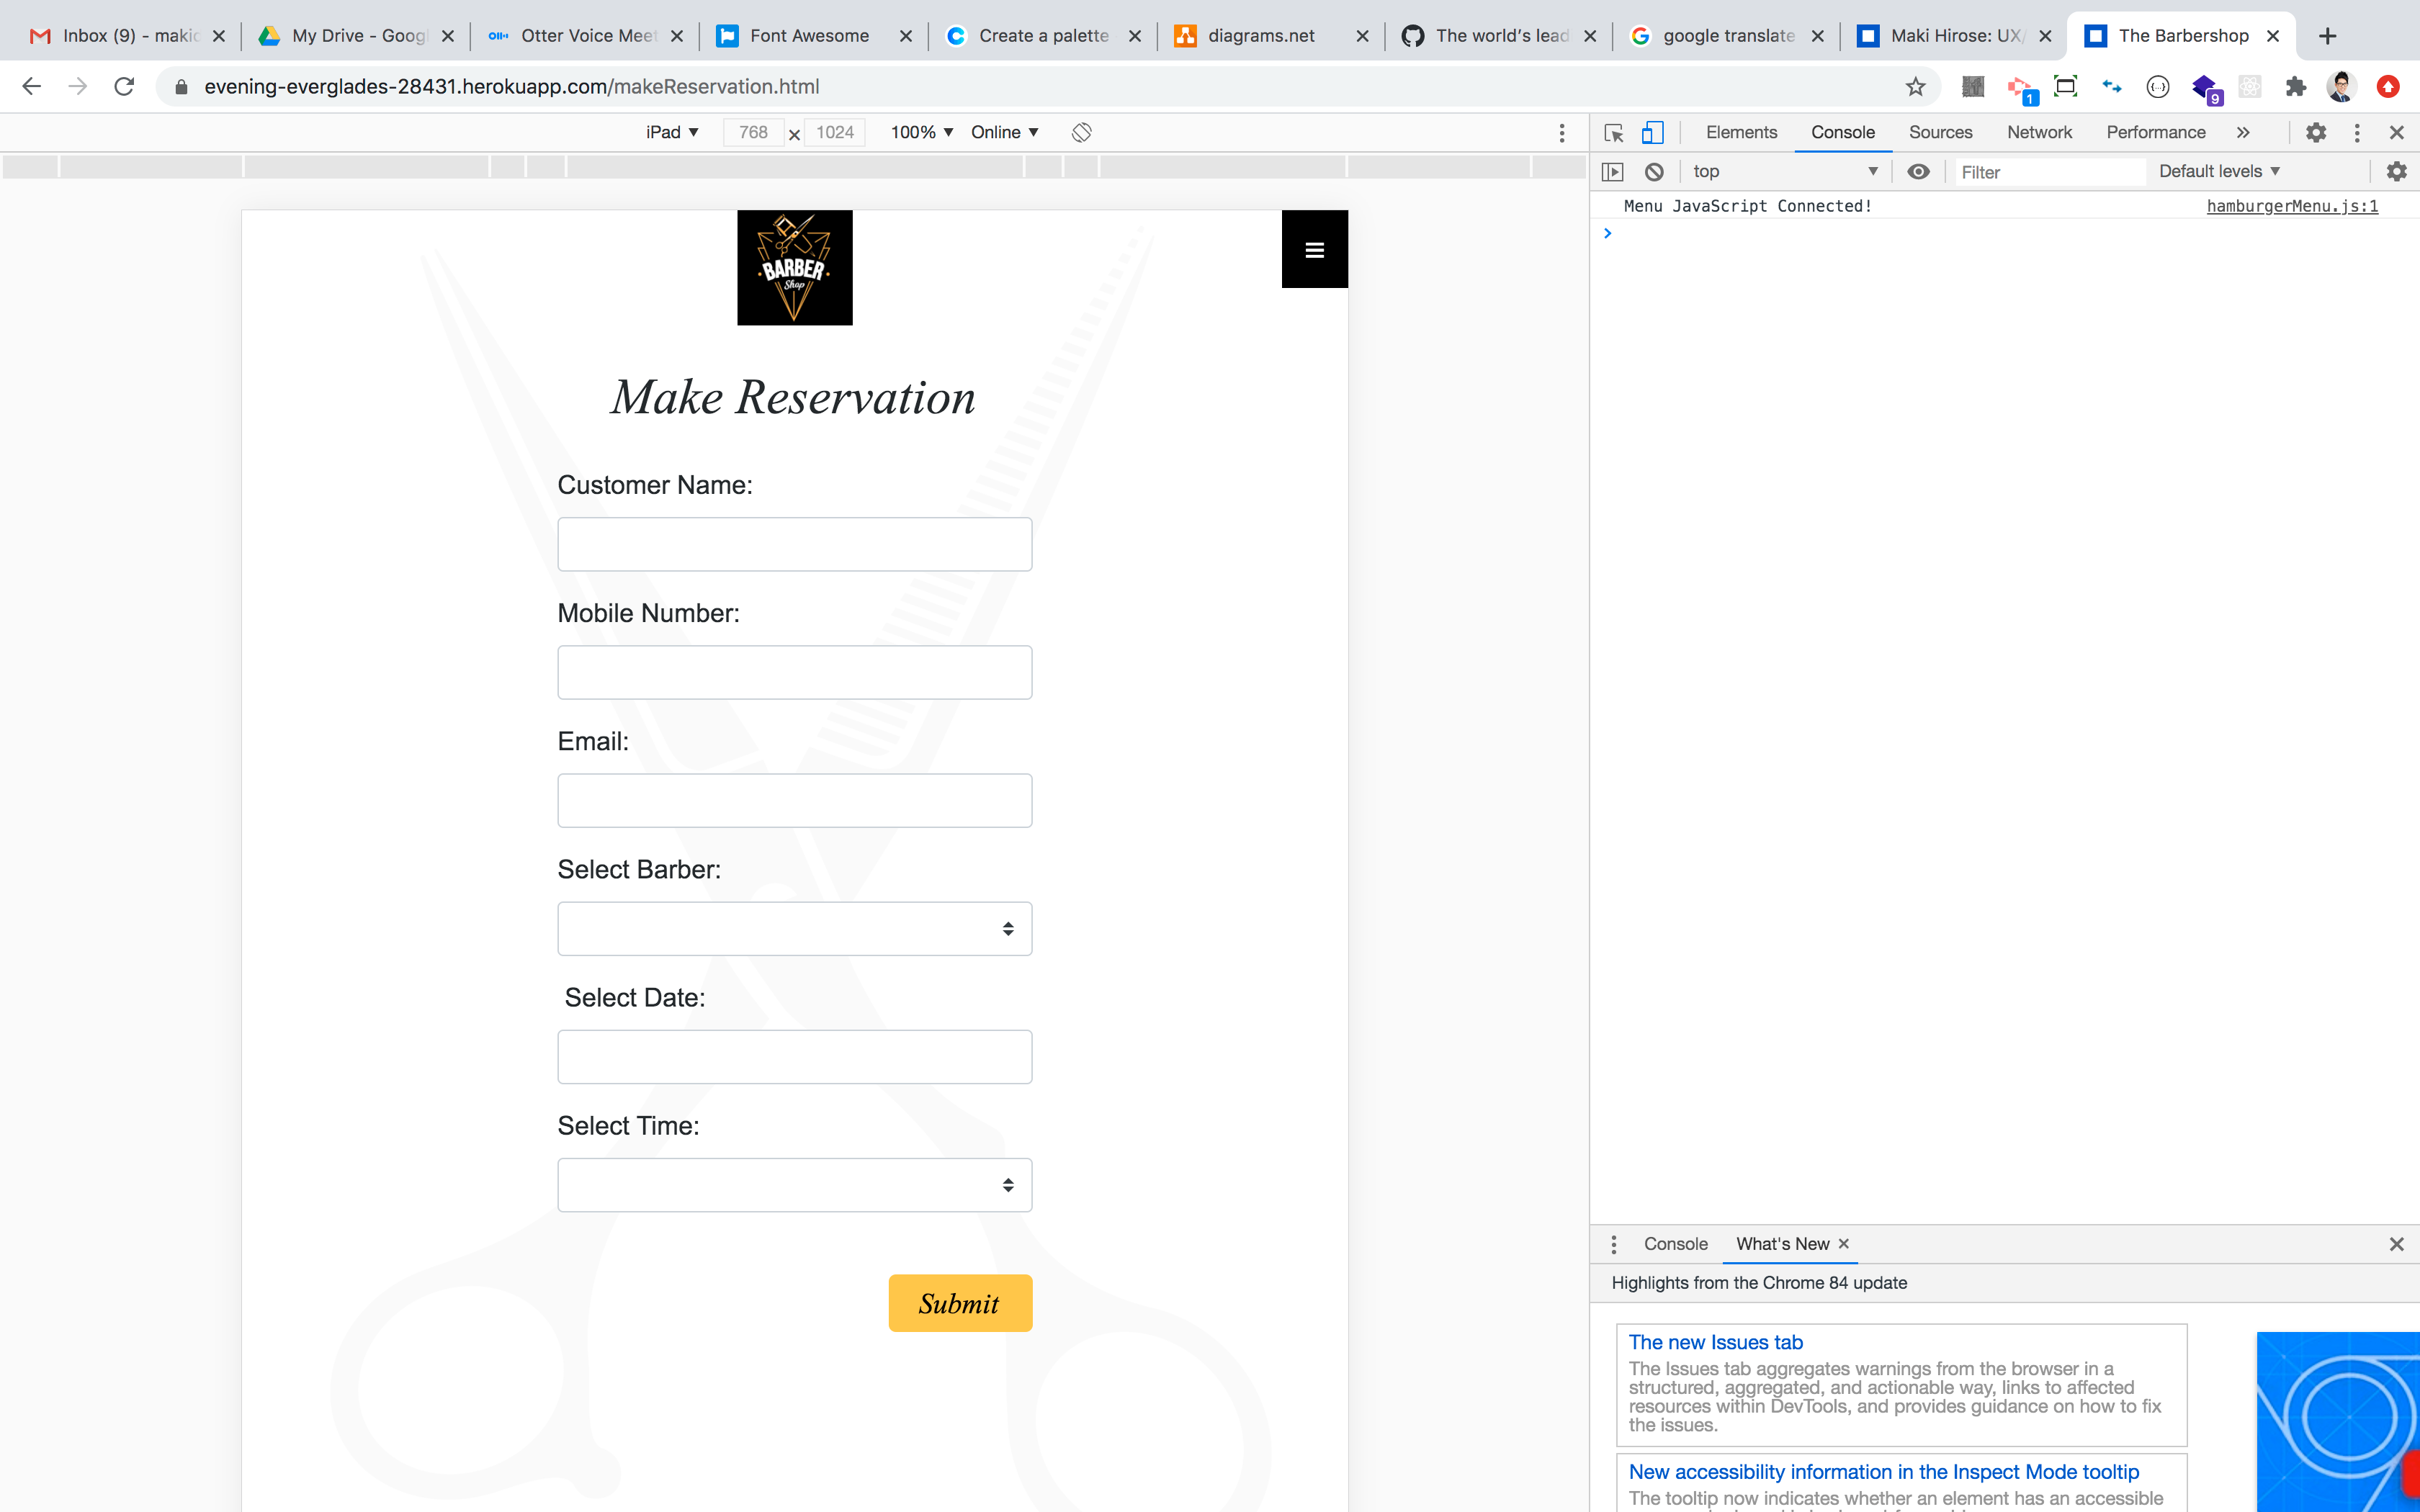 Inbox (9) - makic
My Drive - Googl
Otter Voice Meet
Font Awesome
Create a palette
diagrams.net
The world's lead
google translate
Maki Hirose: UX/
The Barbershop
evening-everglades-28431.herokuapp.com/makeReservation.html
1
9
iPad 768 × 1024 100% Online
Elements Console Sources Network Performance »
top Filter Default levels
Menu JavaScript Connected! hamburgerMenu.js:1
BARBER
Shop
Make Reservation
Customer Name:
Mobile Number:
Email:
Select Barber:
Select Date:
Select Time:
Submit
Console What's New
Highlights from the Chrome 84 update
The new Issues tab
The Issues tab aggregates warnings from the browser in a
structured, aggregated, and actionable way, links to affected
resources within DevTools, and provides guidance on how to fix
the issues.
New accessibility information in the Inspect Mode tooltip
The tooltip now indicates whether an element has an accessible